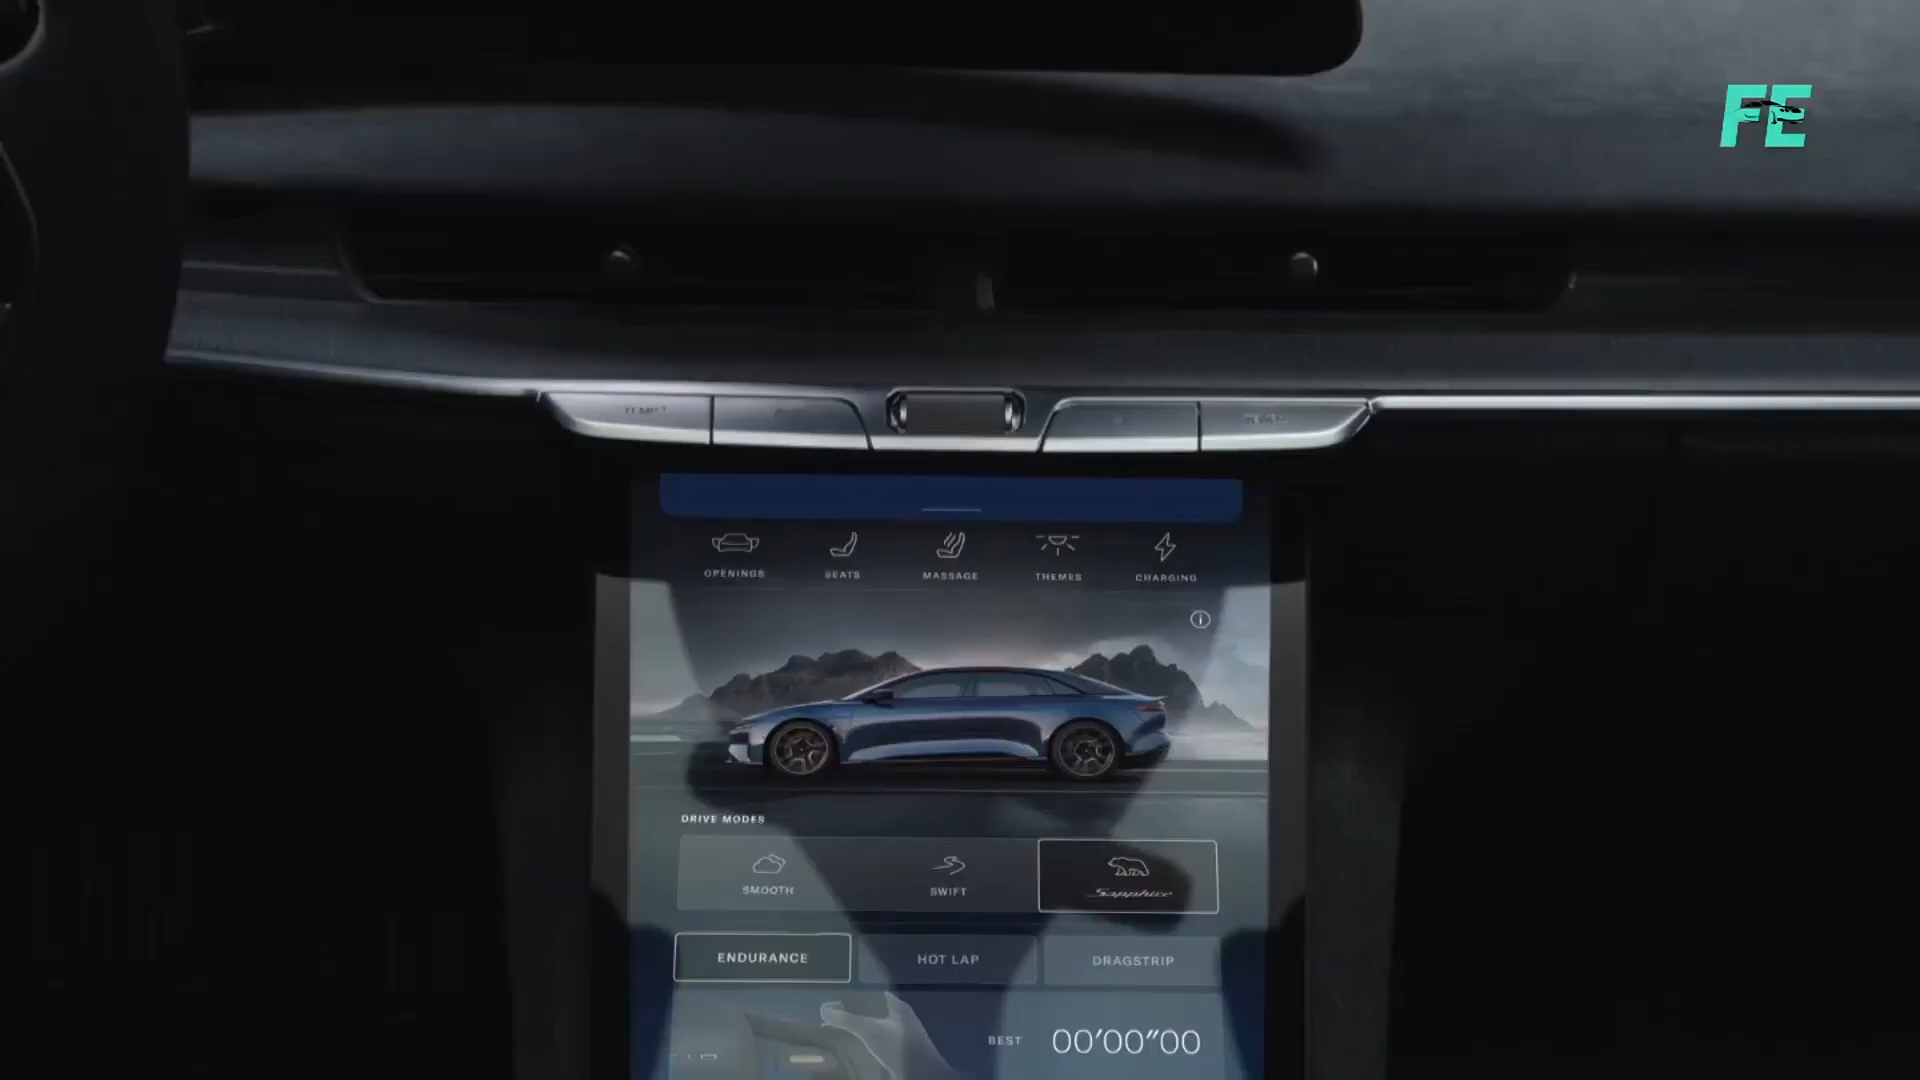 FE
TEMP
OPENINGS SEATS MASSAGE THEMES CHARGING
DRIVE MODES
SMOOTH SWIFT Sapphire
ENDURANCE HOT LAP DRAGSTRIP
BEST 00'00"00